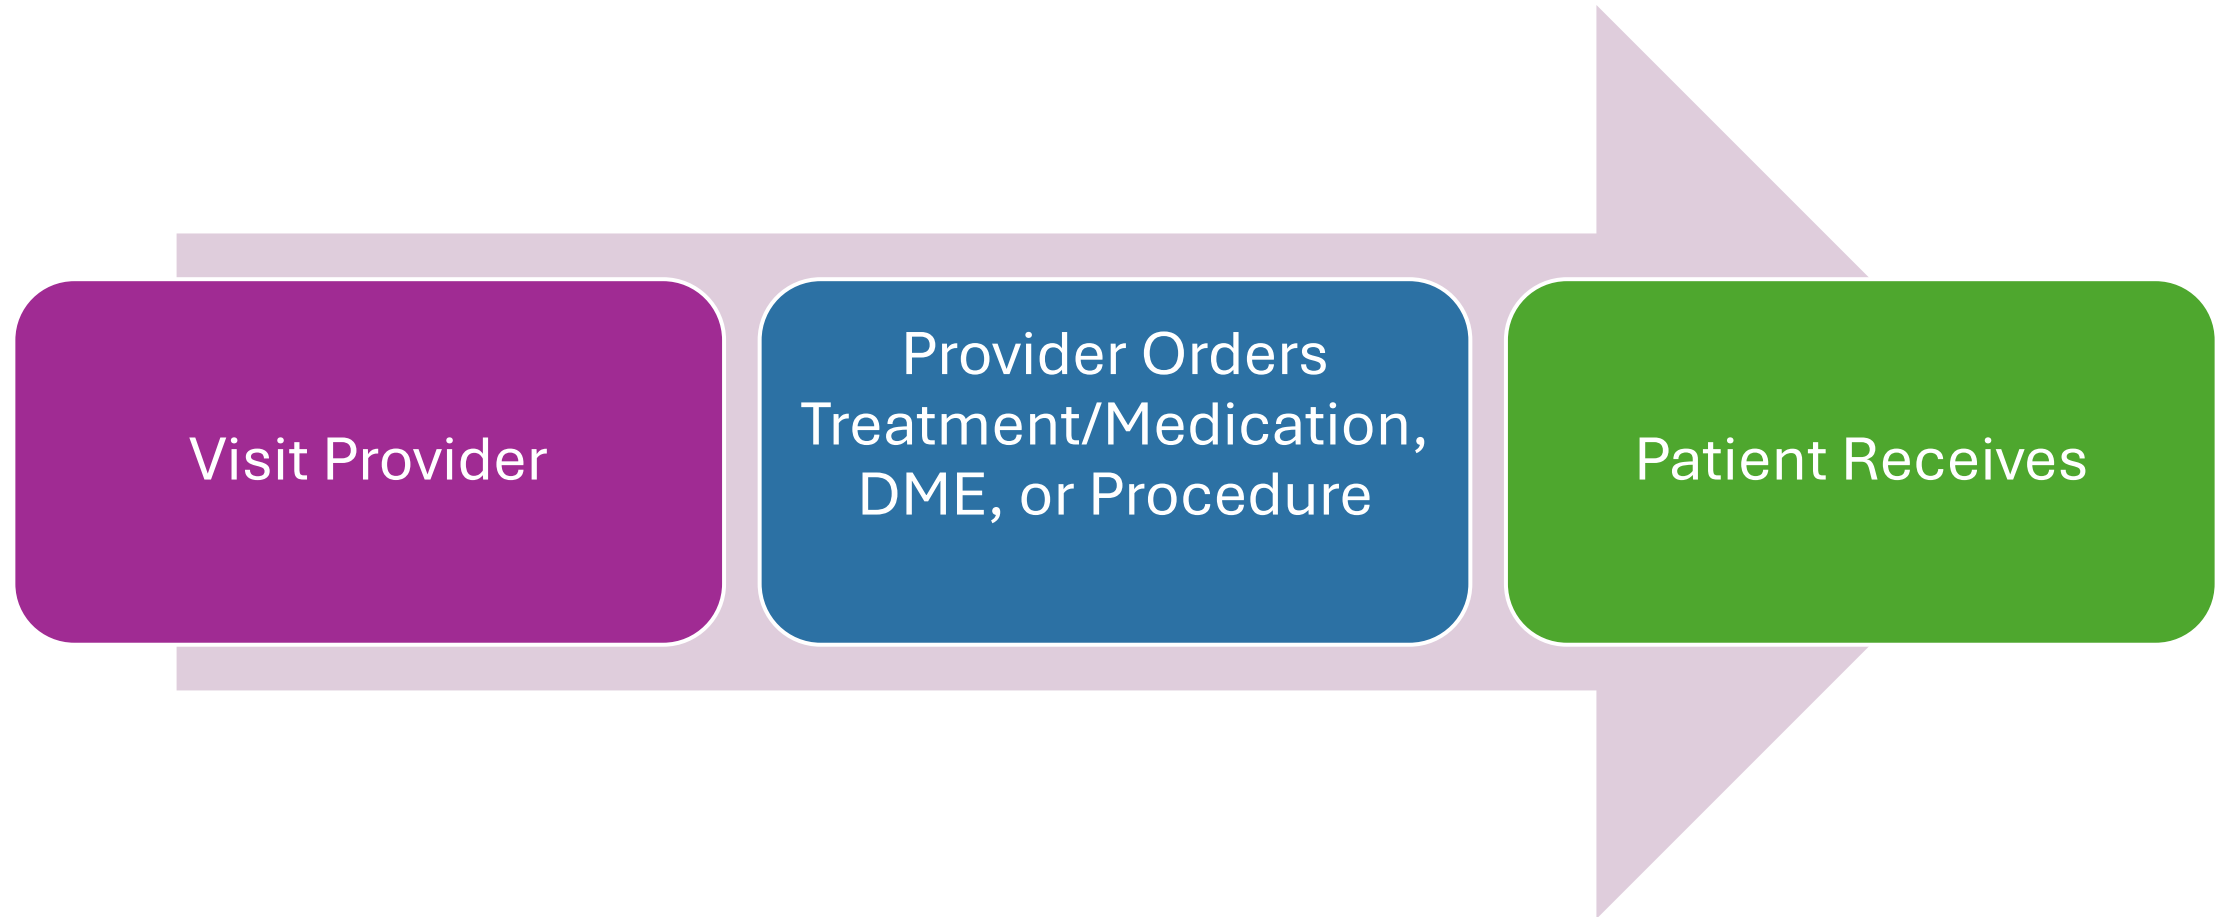 Visit Provider
Provider Orders
Treatment/Medication,
DME, or Procedure
Patient Receives